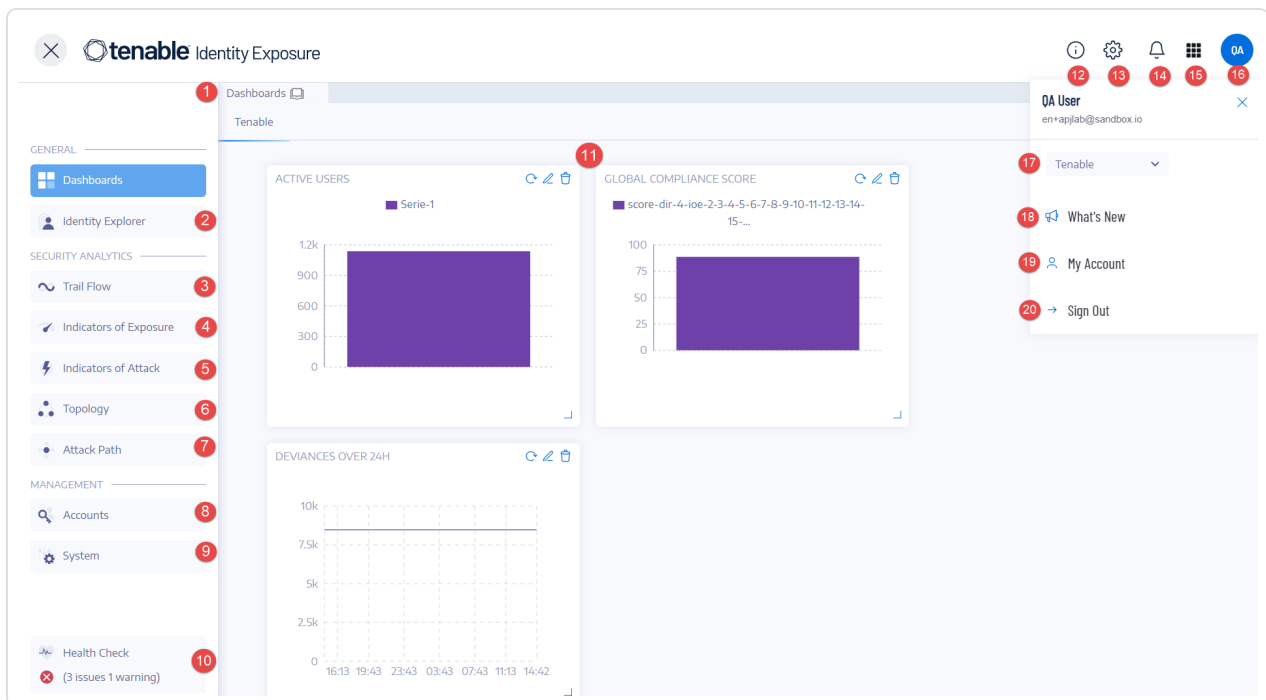 tenable Identity Exposure
QA
12 13 14 15 16
1 Dashboards
Tenable
QA User
en+apjlab@sandbox.io
17 Tenable
18 What's New
19 My Account
20 Sign Out
GENERAL
Dashboards
Identity Explorer 2
SECURITY ANALYTICS
Trail Flow 3
Indicators of Exposure 4
Indicators of Attack 5
Topology 6
Attack Path 7
MANAGEMENT
Accounts 8
System 9
Health Check
10
(3 issues 1 warning)
11
ACTIVE USERS
Serie-1
1.2k
900
600
300
0
GLOBAL COMPLIANCE SCORE
score-dir-4-ioe-2-3-4-5-6-7-8-9-10-11-12-13-14-
15-...
100
75
50
25
0
DEVIANCES OVER 24H
10k
7.5k
5k
2.5k
0
16:13 19:43 23:43 03:43 07:43 11:13 14:42